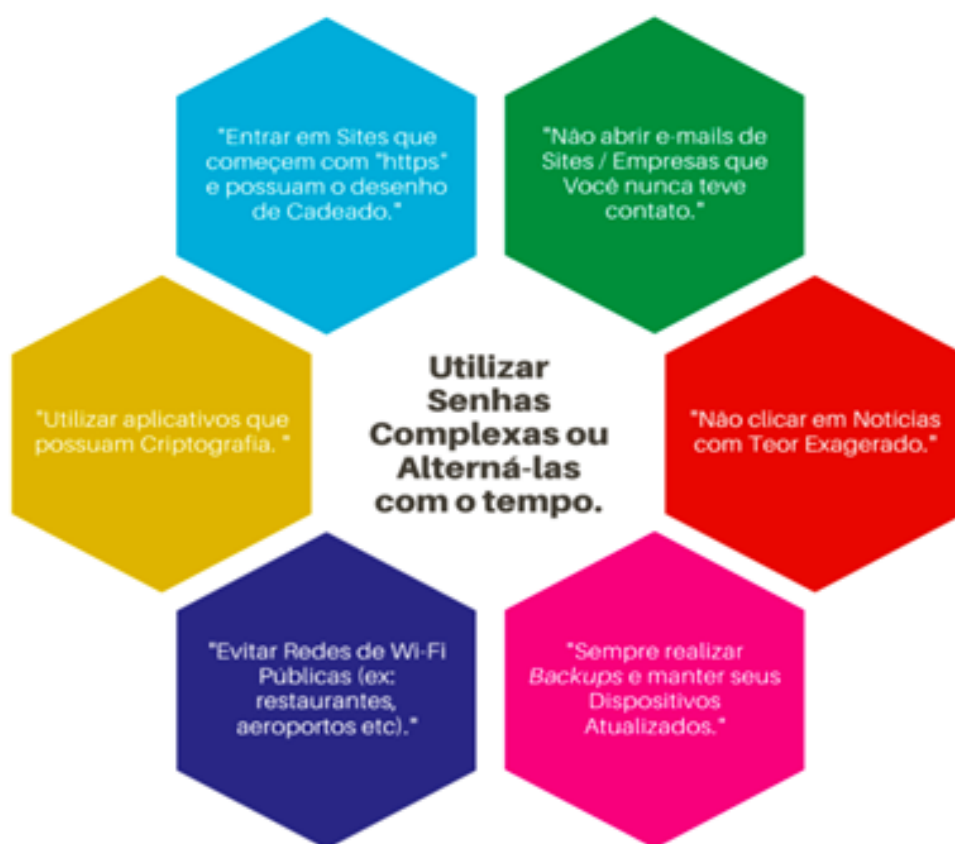 "Entrar em Sites que
começem com "https"
e possuam o desenho
de Cadeado."
"Não abrir e-mails de
Sites / Empresas que
Você nunca teve
contato."
"Utilizar aplicativos que
possuam Criptografia. "
Utilizar
Senhas
Complexas ou
Alterná-las
com o tempo.
"Não clicar em Notícias
com Teor Exagerado."
"Evitar Redes de Wi-Fi
Públicas (ex:
restaurantes,
aeroportos etc)."
"Sempre realizar
Backups e manter seus
Dispositivos
Atualizados."